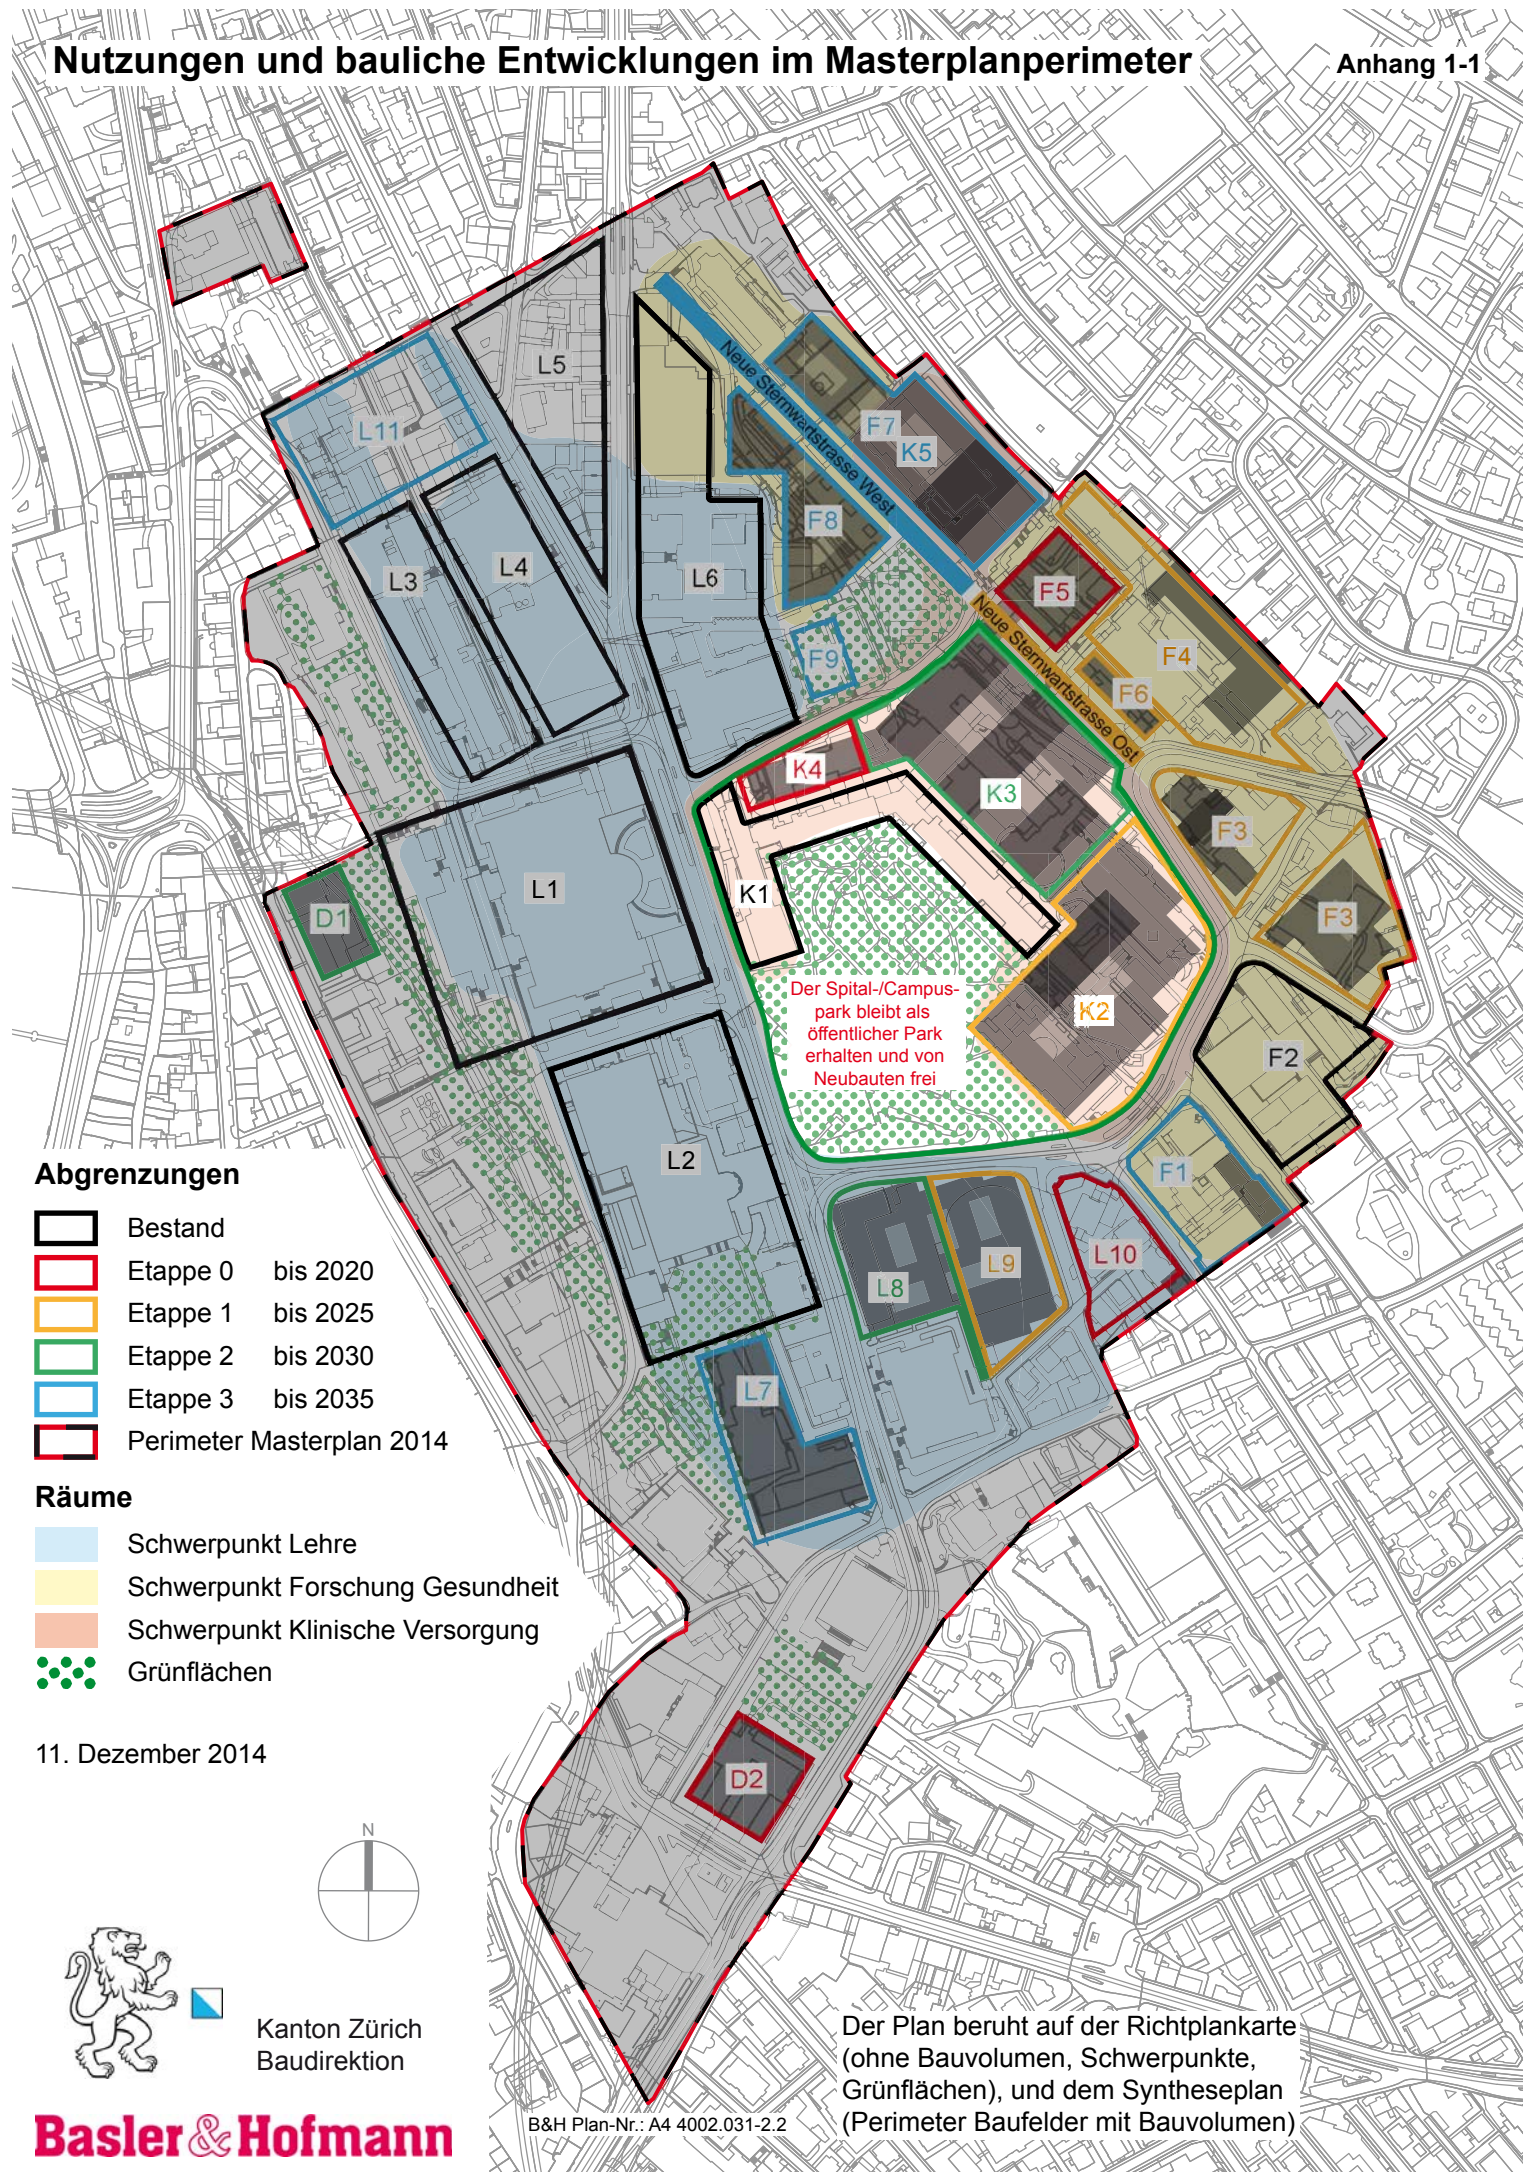 Nutzungen und bauliche Entwicklungen im Masterplanperimeter
Anhang 1-1
L5
L11
Neue Sternwartstrasse West
F7
K5
F8
L4
L3
L6
F5
F9
Neue Sternwartstrasse Ost
F4
F6
K4
K3
F3
L1
K1
D1
F3
Der Spital-/Campus-
park bleibt als
öffentlicher Park
erhalten und von
Neubauten frei
K2
F2
L2
F1
L10
L9
L8
L7
D2
Abgrenzungen
Bestand
Etappe 0 bis 2020
Etappe 1 bis 2025
Etappe 2 bis 2030
Etappe 3 bis 2035
Perimeter Masterplan 2014
Räume
Schwerpunkt Lehre
Schwerpunkt Forschung Gesundheit
Schwerpunkt Klinische Versorgung
Grünflächen
11. Dezember 2014
N
Kanton Zürich
Baudirektion
Basler & Hofmann
B&H Plan-Nr.: A4 4002.031-2.2
Der Plan beruht auf der Richtplankarte
(ohne Bauvolumen, Schwerpunkte,
Grünflächen), und dem Syntheseplan
(Perimeter Baufelder mit Bauvolumen)